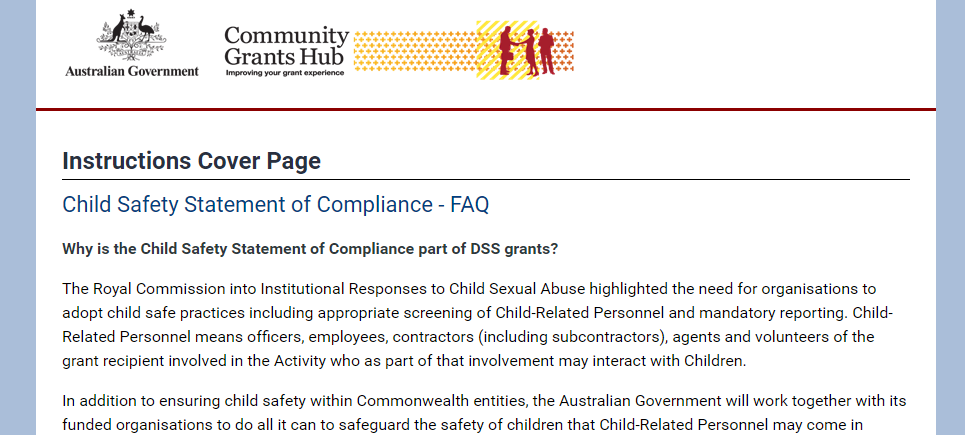 Australian Government
Community
Grants Hub
Improving your grant experience
Instructions Cover Page
Child Safety Statement of Compliance - FAQ
Why is the Child Safety Statement of Compliance part of DSS grants?
The Royal Commission into Institutional Responses to Child Sexual Abuse highlighted the need for organisations to
adopt child safe practices including appropriate screening of Child-Related Personnel and mandatory reporting. Child-
Related Personnel means officers, employees, contractors (including subcontractors), agents and volunteers of the
grant recipient involved in the Activity who as part of that involvement may interact with Children.
In addition to ensuring child safety within Commonwealth entities, the Australian Government will work together with its
funded organisations to do all it can to safeguard the safety of children that Child-Related Personnel may come in